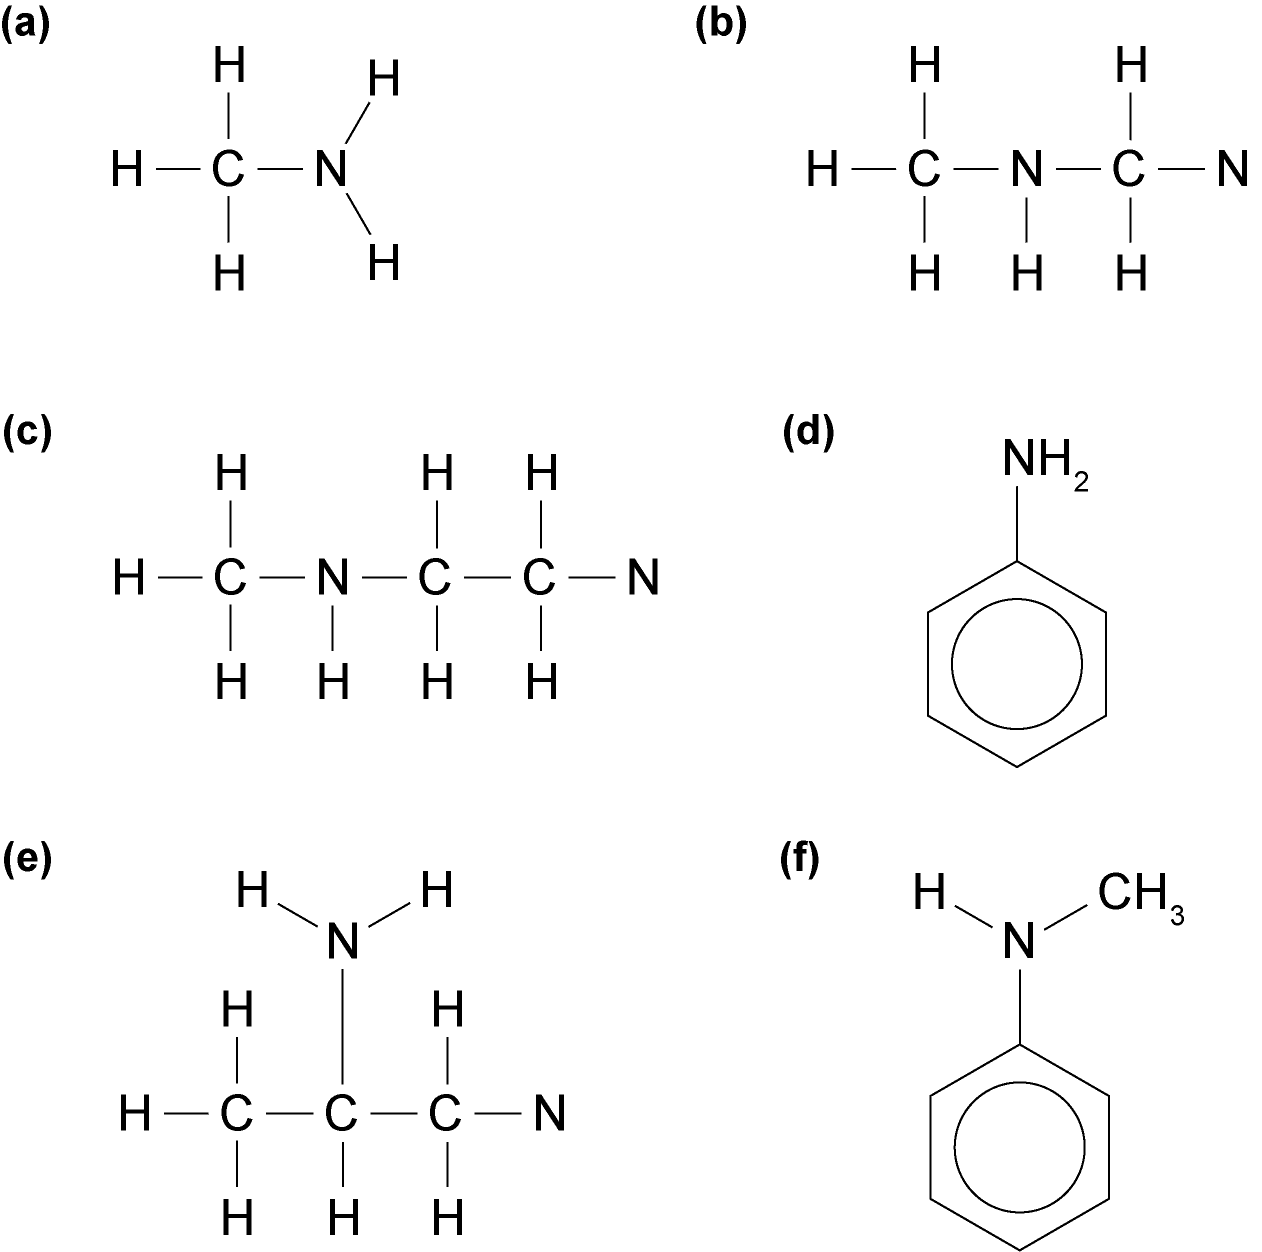 (a)
H
H
H — C — N
H
H
(b)
H H
H — C — N — C — N
H H H
(c)
H H H
H — C — N — C — C — N
H H H H
(d)
NH₂
(e)
H H
N
H H
H — C — C — C — N
H H H
(f)
H CH₃
N